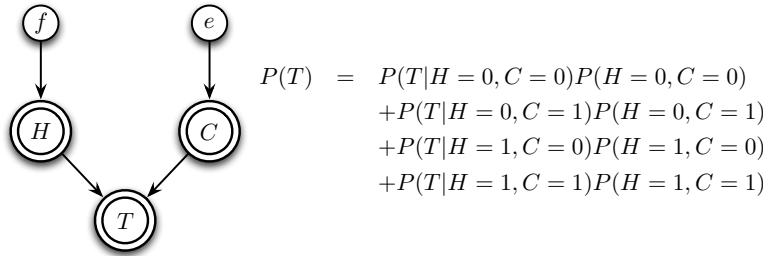 f e
P(T) = P(T|H = 0, C = 0)P(H = 0, C = 0)
+P(T|H = 0, C = 1)P(H = 0, C = 1)
H C
+P(T|H = 1, C = 0)P(H = 1, C = 0)
+P(T|H = 1, C = 1)P(H = 1, C = 1)
T